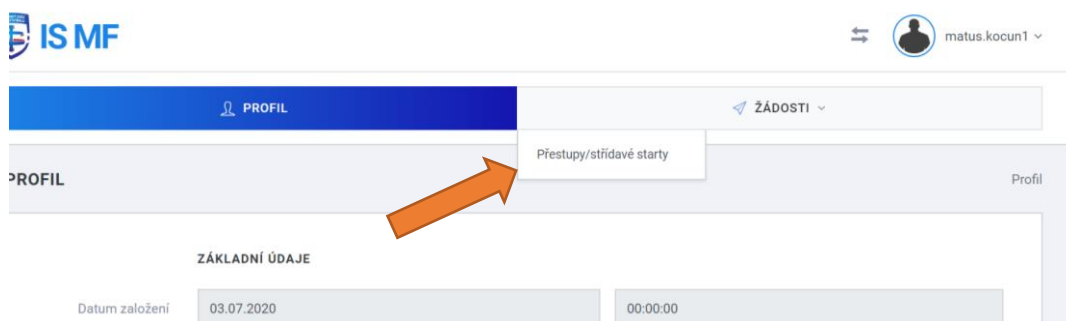 IS MF
matus.kocun1
PROFIL
ŽÁDOSTI
Přestupy/střídavé starty
PROFIL
Profil
ZÁKLADNÍ ÚDAJE
Datum založení
03.07.2020
00:00:00